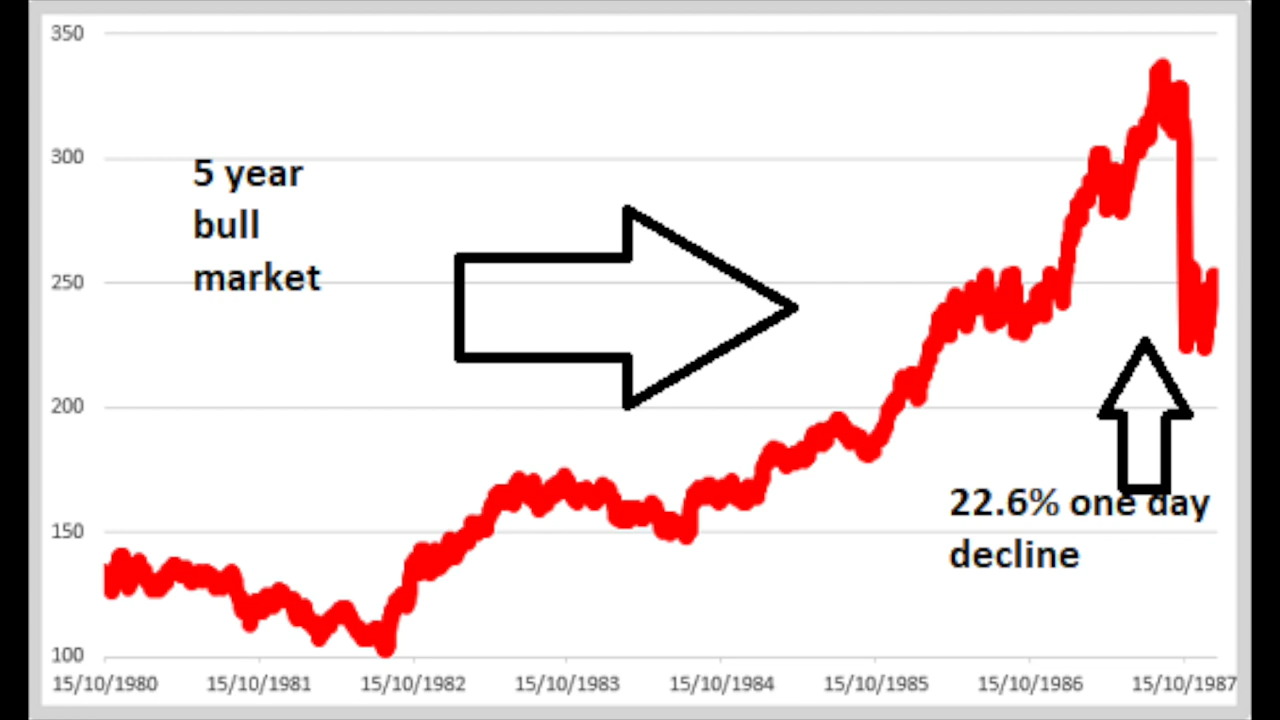 350
300
250
200
150
100
5 year
bull
market
22.6% one day
decline
15/10/1980 15/10/1981 15/10/1982 15/10/1983 15/10/1984 15/10/1985 15/10/1986 15/10/1987